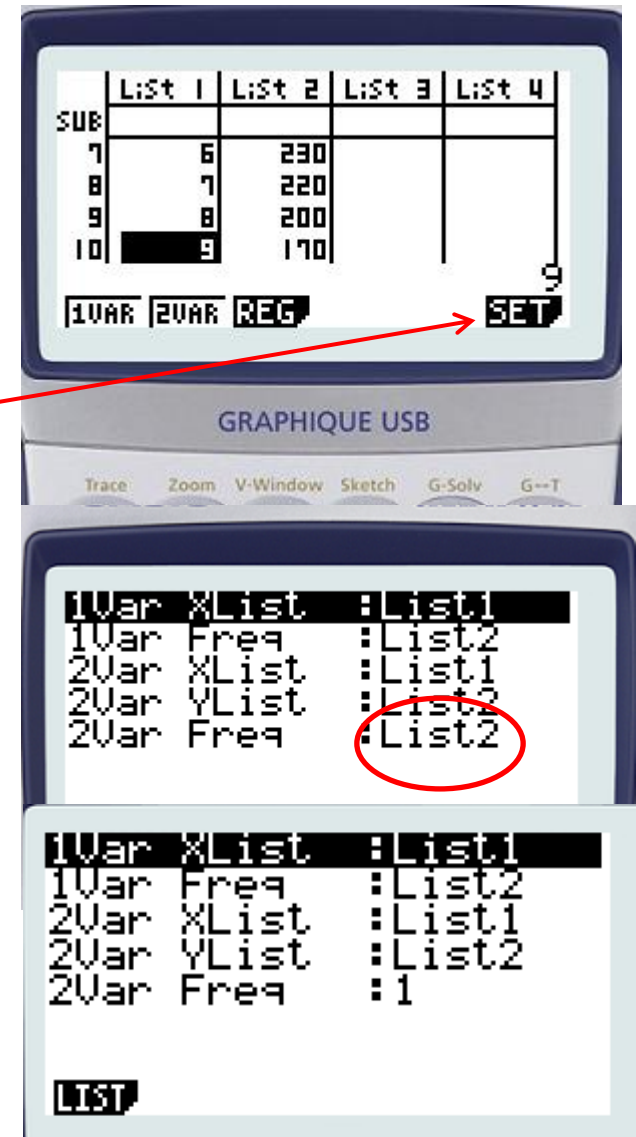 List 1 List 2 List 3 List 4
SUB
7 6 230
8 7 220
9 8 200
10 9 170
9
1VAR 2VAR REG SET
GRAPHIQUE USB
Trace Zoom V-Window Sketch G-Solv G↔T
1Var XList :List1
1Var Freq :List2
2Var XList :List1
2Var YList :List2
2Var Freq :List2
1Var XList :List1
1Var Freq :List2
2Var XList :List1
2Var YList :List2
2Var Freq :1
LIST